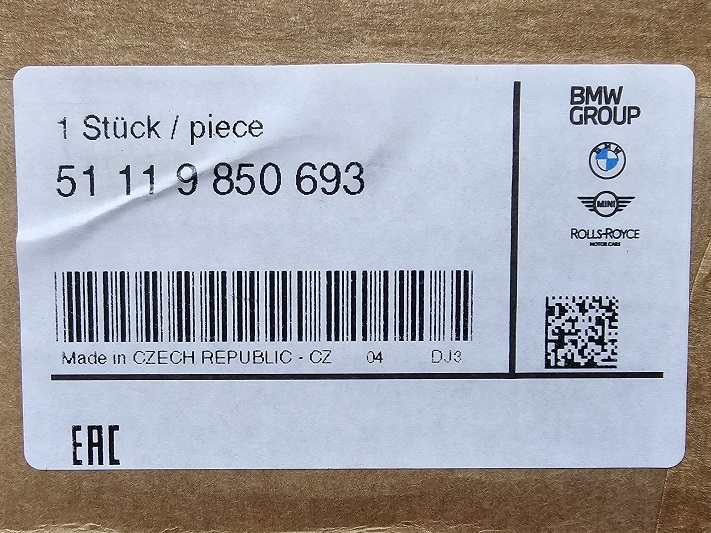 1 Stück / piece
51 11 9 850 693
Made in CZECH REPUBLIC - CZ 04 DJ3
EAC
BMW
GROUP
BMW
MINI
ROLLS-ROYCE
MOTOR CARS